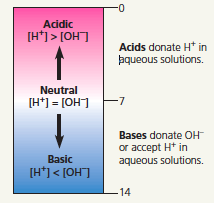 0
Acidic
[H⁺] > [OH⁻]
Acids donate H⁺ in
aqueous solutions.
Neutral
[H⁺] = [OH⁻]
7
Bases donate OH⁻
or accept H⁺ in
aqueous solutions.
Basic
[H⁺] < [OH⁻]
14